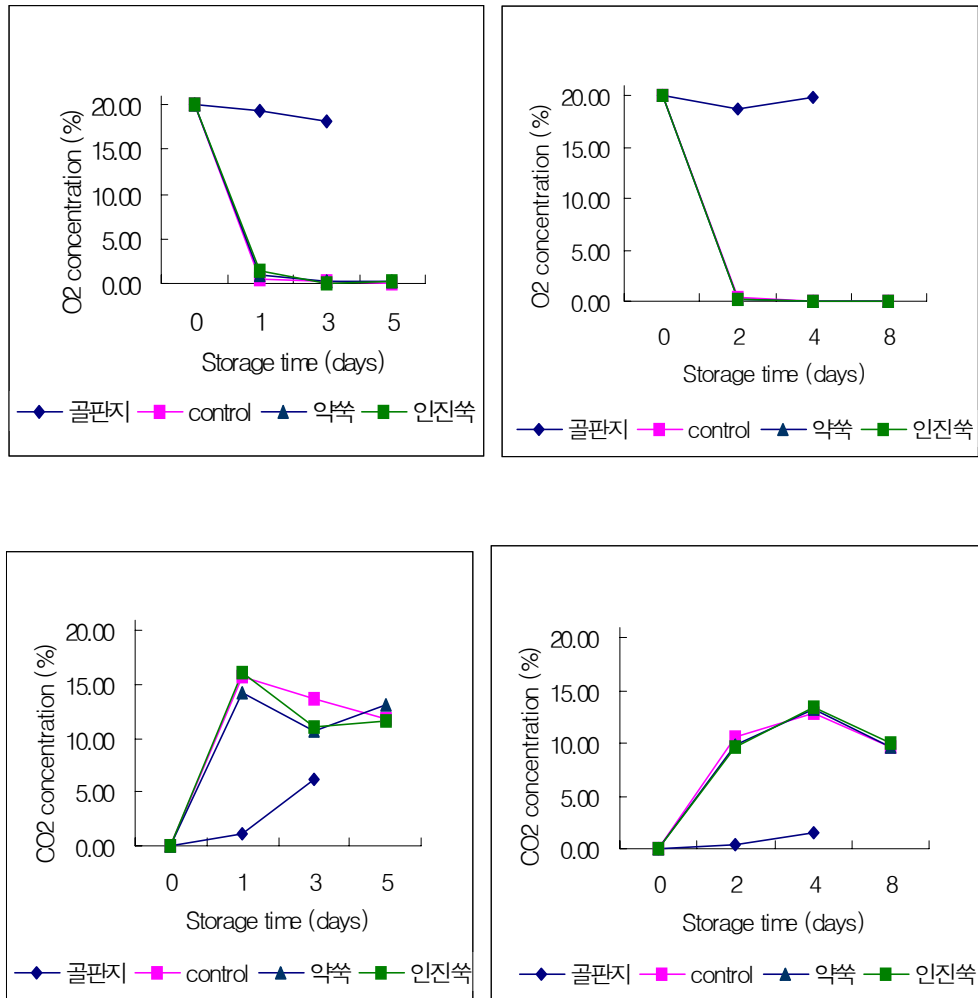 O2 concentration (%)
20.00
15.00
10.00
5.00
0.00
0 1 3 5
Storage time (days)
골판지 control 약쑥 인진쑥
O2 concentration (%)
20.00
15.00
10.00
5.00
0.00
0 2 4 8
Storage time (days)
골판지 control 약쑥 인진쑥
CO2 concentration (%)
20.00
15.00
10.00
5.00
0.00
0 1 3 5
Storage time (days)
골판지 control 약쑥 인진쑥
CO2 concentration (%)
20.00
15.00
10.00
5.00
0.00
0 2 4 8
Storage time (days)
골판지 control 약쑥 인진쑥